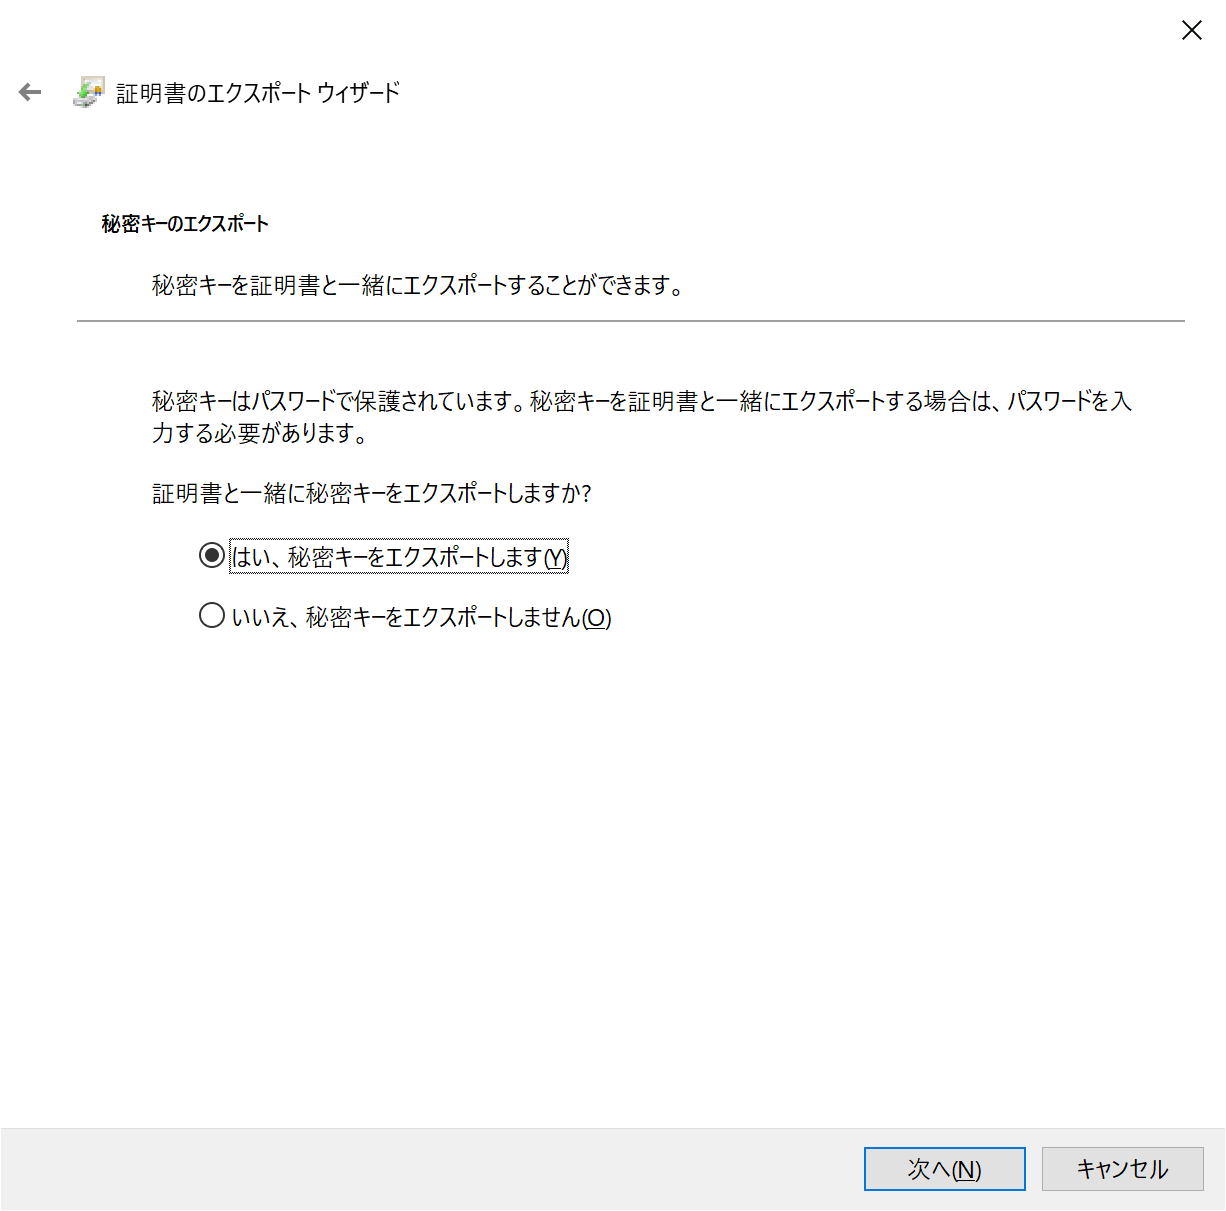 証明書のエクスポート ウィザード
秘密キーのエクスポート
秘密キーを証明書と一緒にエクスポートすることができます。
秘密キーはパスワードで保護されています。秘密キーを証明書と一緒にエクスポートする場合は、パスワードを入
力する必要があります。
証明書と一緒に秘密キーをエクスポートしますか?
はい、秘密キーをエクスポートします(Y)
いいえ、秘密キーをエクスポートしません(O)
次へ(N) キャンセル